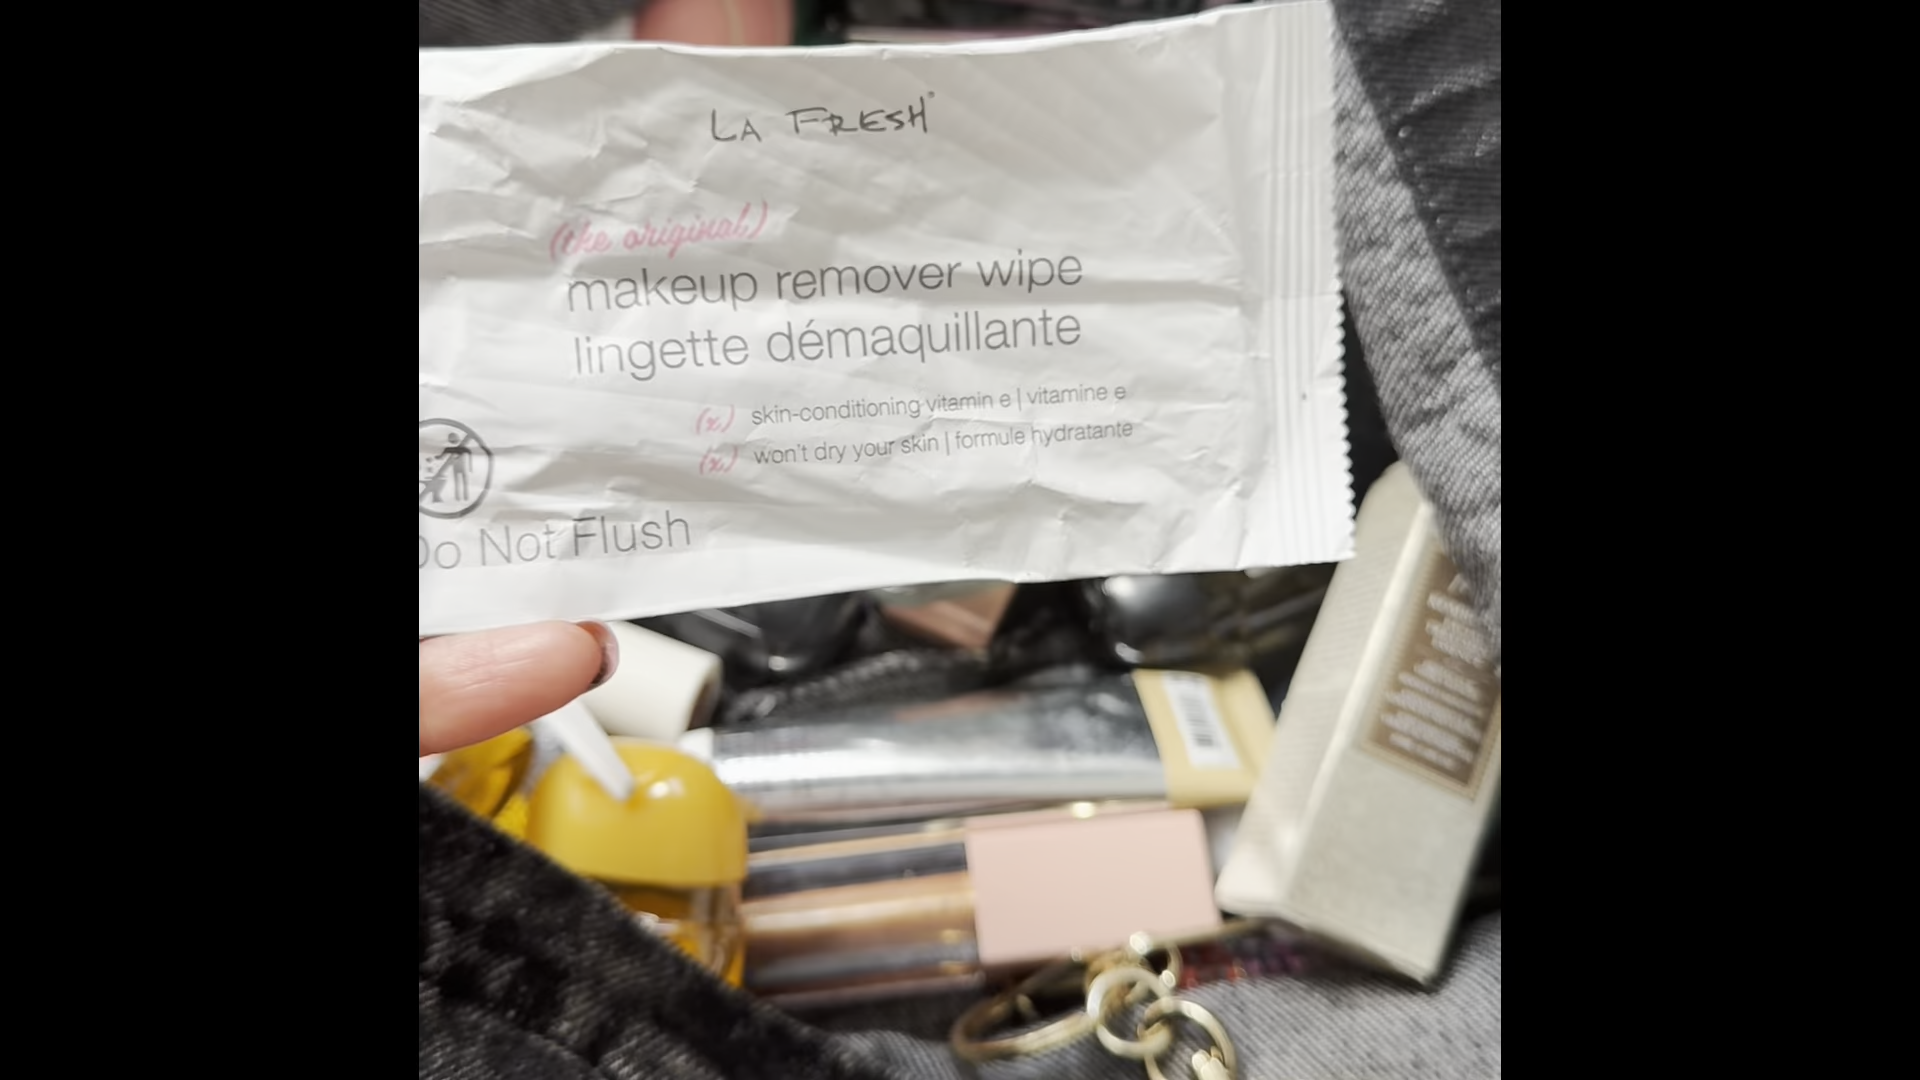 LA FRESH
(the original)
makeup remover wipe
lingette démaquillante
(x) skin-conditioning vitamin e | vitamine e
(x) won't dry your skin | formule hydratante
Do Not Flush